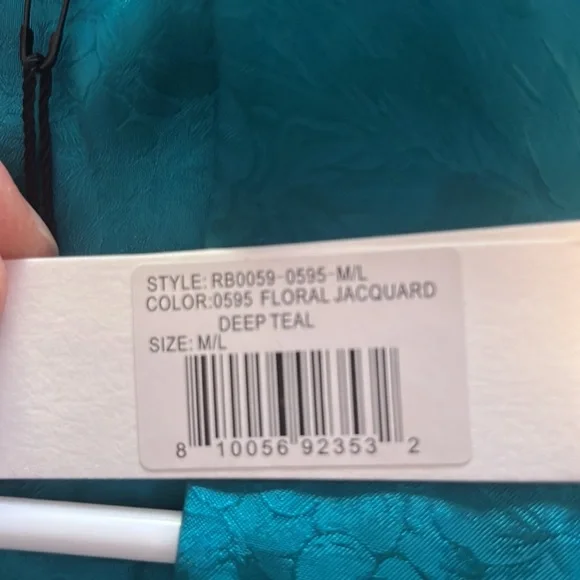 STYLE: RB0059-0595-M/L
COLOR:0595 FLORAL JACQUARD
DEEP TEAL
SIZE: M/L
8 10056 92353 2